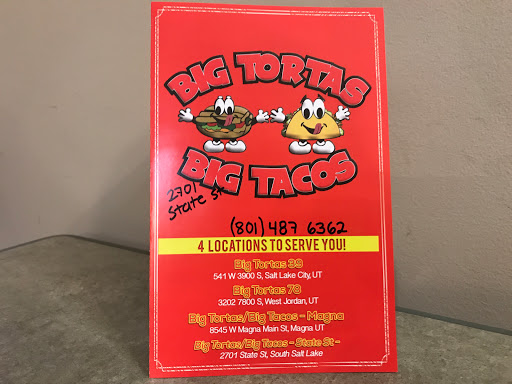 BIG TORTAS
BIG TACOS
2701
State St
(801) 487 6362
4 LOCATIONS TO SERVE YOU!
Big Tortas 39
541 W 3900 S, Salt Lake City, UT
Big Tortas 78
3202 7800 S, West Jordan, UT
Big Tortas/Big Tacos - Magna
8545 W Magna Main St, Magna UT
Big Tortas/Big Tacos - State St -
2701 State St, South Salt Lake